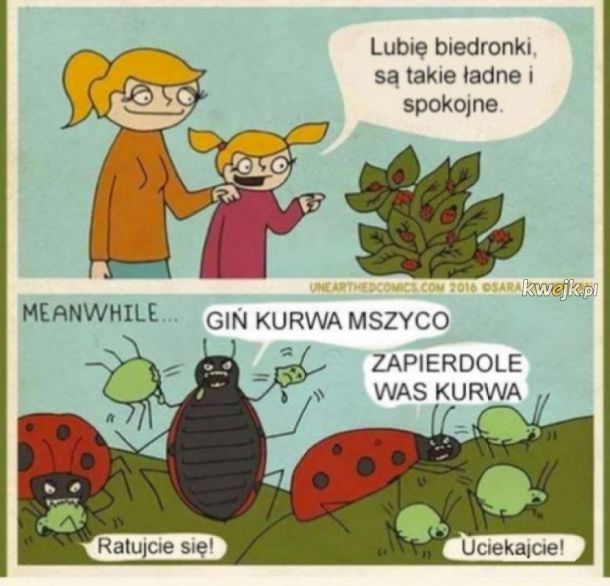 Lubię biedronki,
są takie ładne i
spokojne.
UNEARTHEDCOMICS.COM 2016 ©SARA
kwejk.pl
MEANWHILE...
GIŃ KURWA MSZYCO
ZAPIERDOLE
WAS KURWA
Ratujcie się!
Uciekajcie!